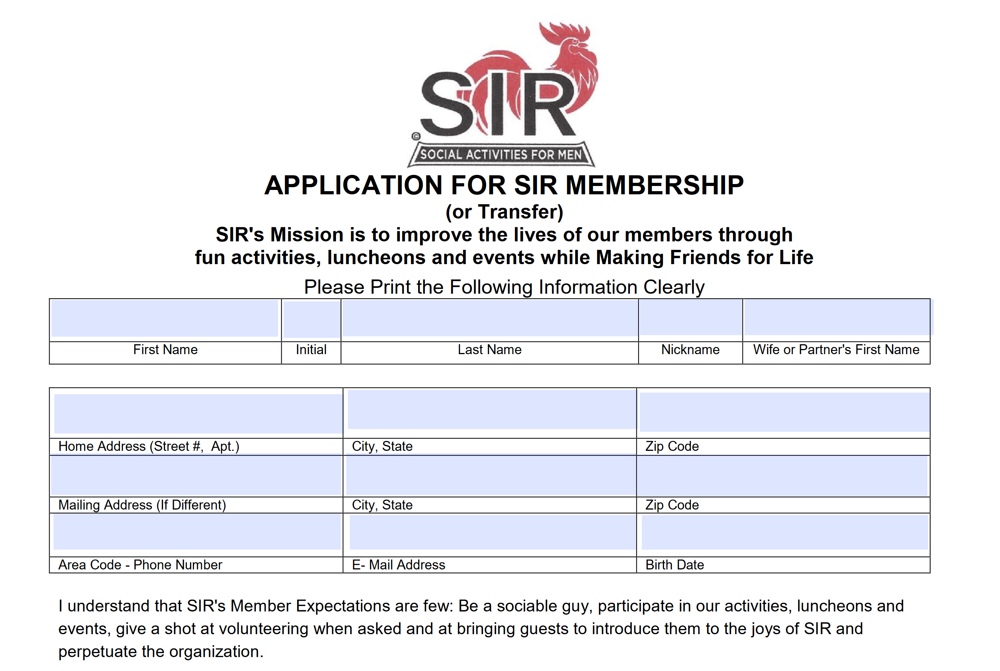 SIR
©
SOCIAL ACTIVITIES FOR MEN
APPLICATION FOR SIR MEMBERSHIP
(or Transfer)
SIR's Mission is to improve the lives of our members through
fun activities, luncheons and events while Making Friends for Life
Please Print the Following Information Clearly
First Name Initial Last Name Nickname Wife or Partner's First Name
Home Address (Street #,  Apt.) City, State Zip Code
Mailing Address (If Different) City, State Zip Code
Area Code - Phone Number E- Mail Address Birth Date
I understand that SIR's Member Expectations are few: Be a sociable guy, participate in our activities, luncheons and
events, give a shot at volunteering when asked and at bringing guests to introduce them to the joys of SIR and
perpetuate the organization.